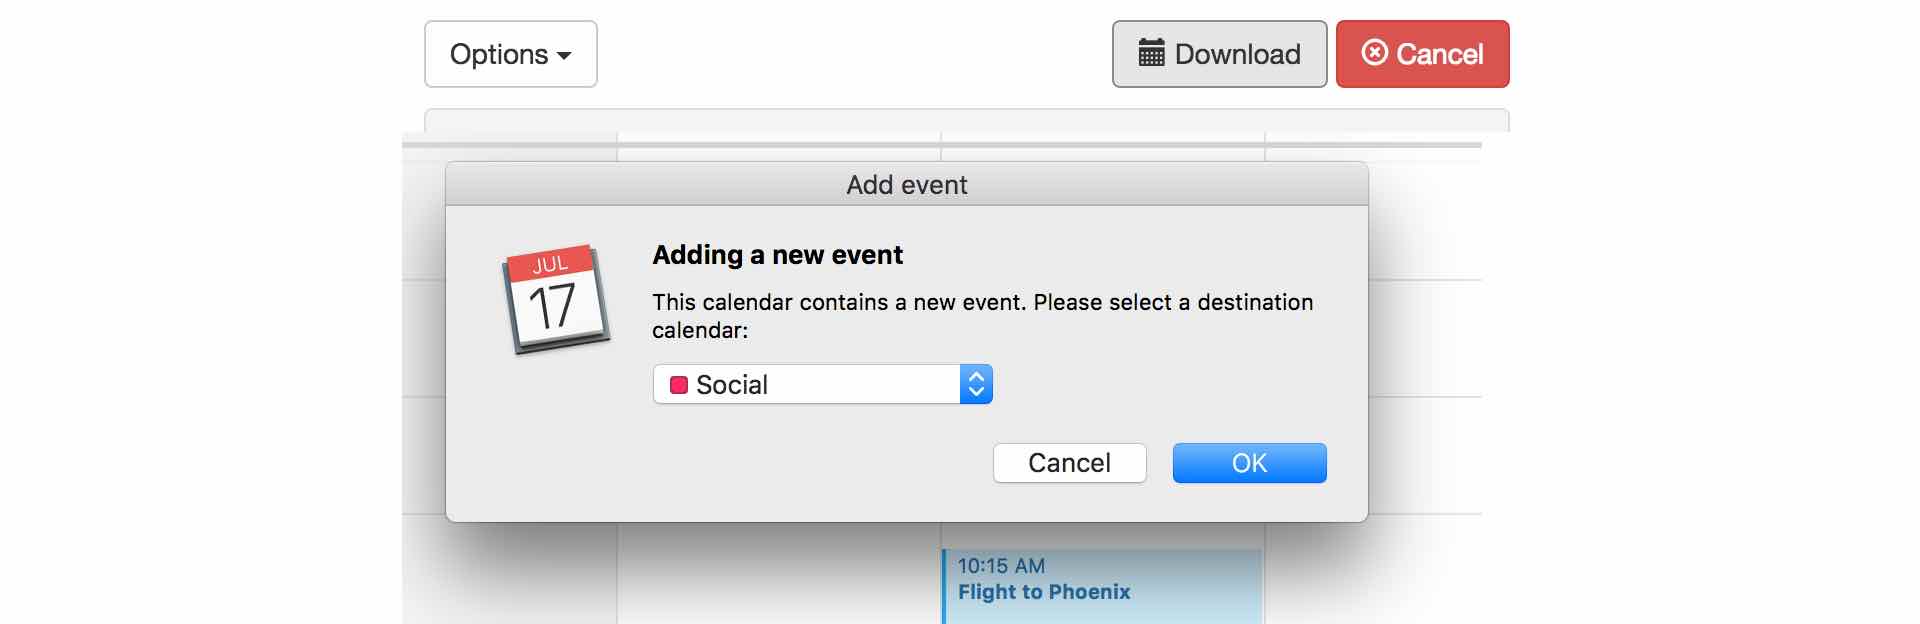 Options
Download
Cancel
Add event
JUL
17
Adding a new event
This calendar contains a new event. Please select a destination
calendar:
Social
Cancel
OK
10:15 AM
Flight to Phoenix